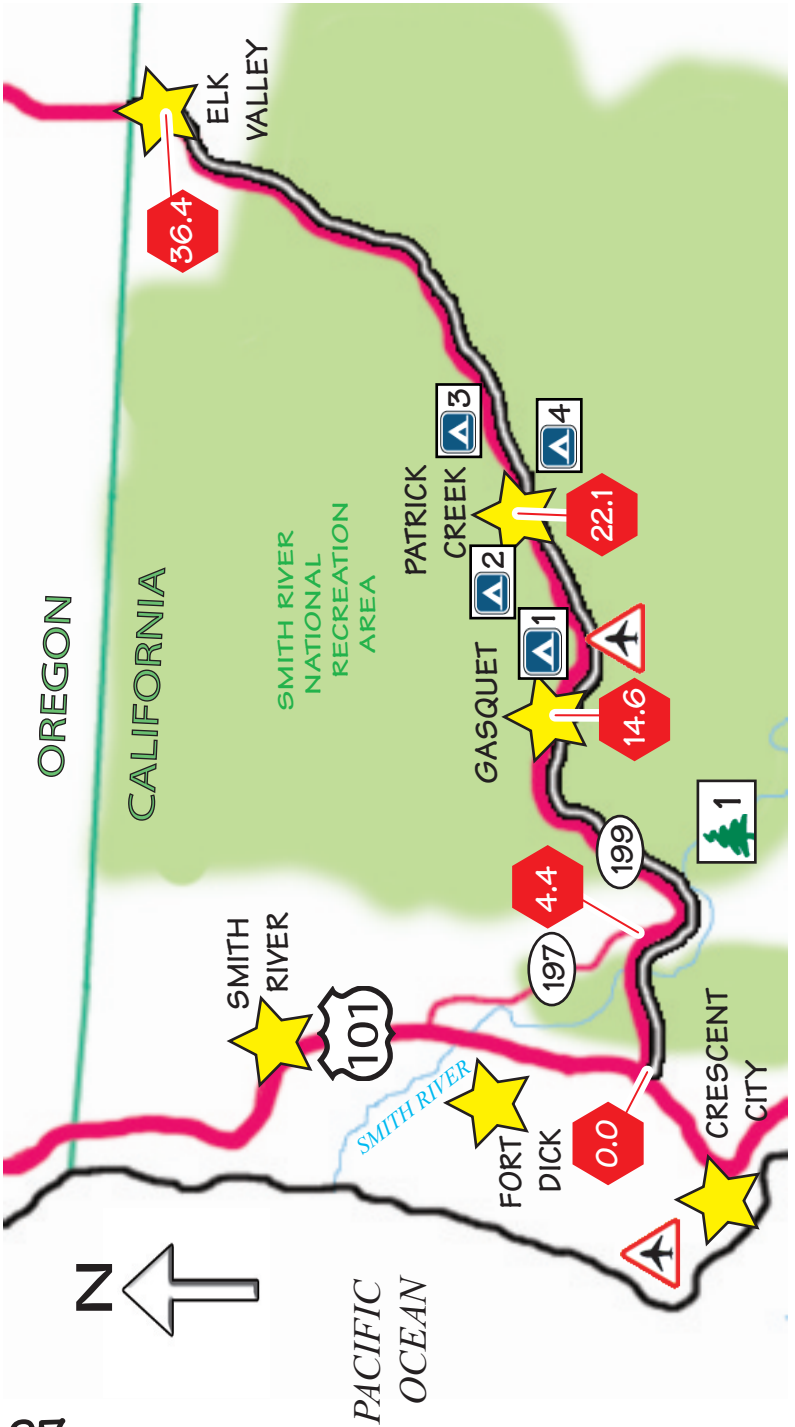 N
OREGON
CALIFORNIA
36.4
ELK
VALLEY
SMITH
RIVER
101
SMITH RIVER
NATIONAL
RECREATION
AREA
PACIFIC
OCEAN
SMITH RIVER
FORT
DICK
PATRICK
CREEK
3
2
GASQUET
1
4
197
4.4
22.1
0.0
199
14.6
CRESCENT
CITY
1